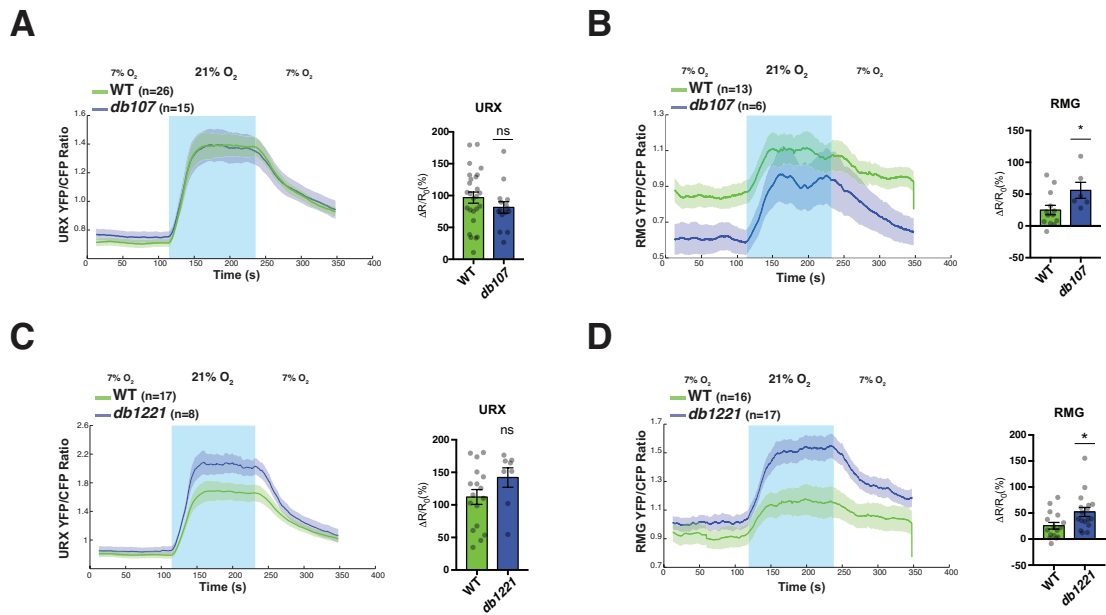 A
7% O2 21% O2 7% O2
WT (n=26)
db107 (n=15)
URX YFP/CFP Ratio
1.6
1.4
1.2
1.0
0.8
0.6
0 50 100 150 200 250 300 350 400
Time (s)
URX
ns
ΔR/R0(%)
200
150
100
50
0
WT db107
B
7% O2 21% O2 7% O2
WT (n=13)
db107 (n=6)
RMG YFP/CFP Ratio
1.3
1.1
0.9
0.7
0.5
0 50 100 150 200 250 300 350 400
Time (s)
RMG
*
ΔR/R0(%)
150
100
50
0
-50
WT db107
C
7% O2 21% O2 7% O2
WT (n=17)
db1221 (n=8)
URX YFP/CFP Ratio
2.6
2.2
1.8
1.4
1
0 50 100 150 200 250 300 350 400
Time (s)
URX
ns
ΔR/R0(%)
200
150
100
50
0
WT db1221
D
7% O2 21% O2 7% O2
WT (n=16)
db1221 (n=17)
RMG YFP/CFP Ratio
1.7
1.5
1.3
1.1
0.9
0.7
0 50 100 150 200 250 300 350 400
Time (s)
RMG
*
ΔR/R0(%)
200
150
100
50
0
-50
WT db1221